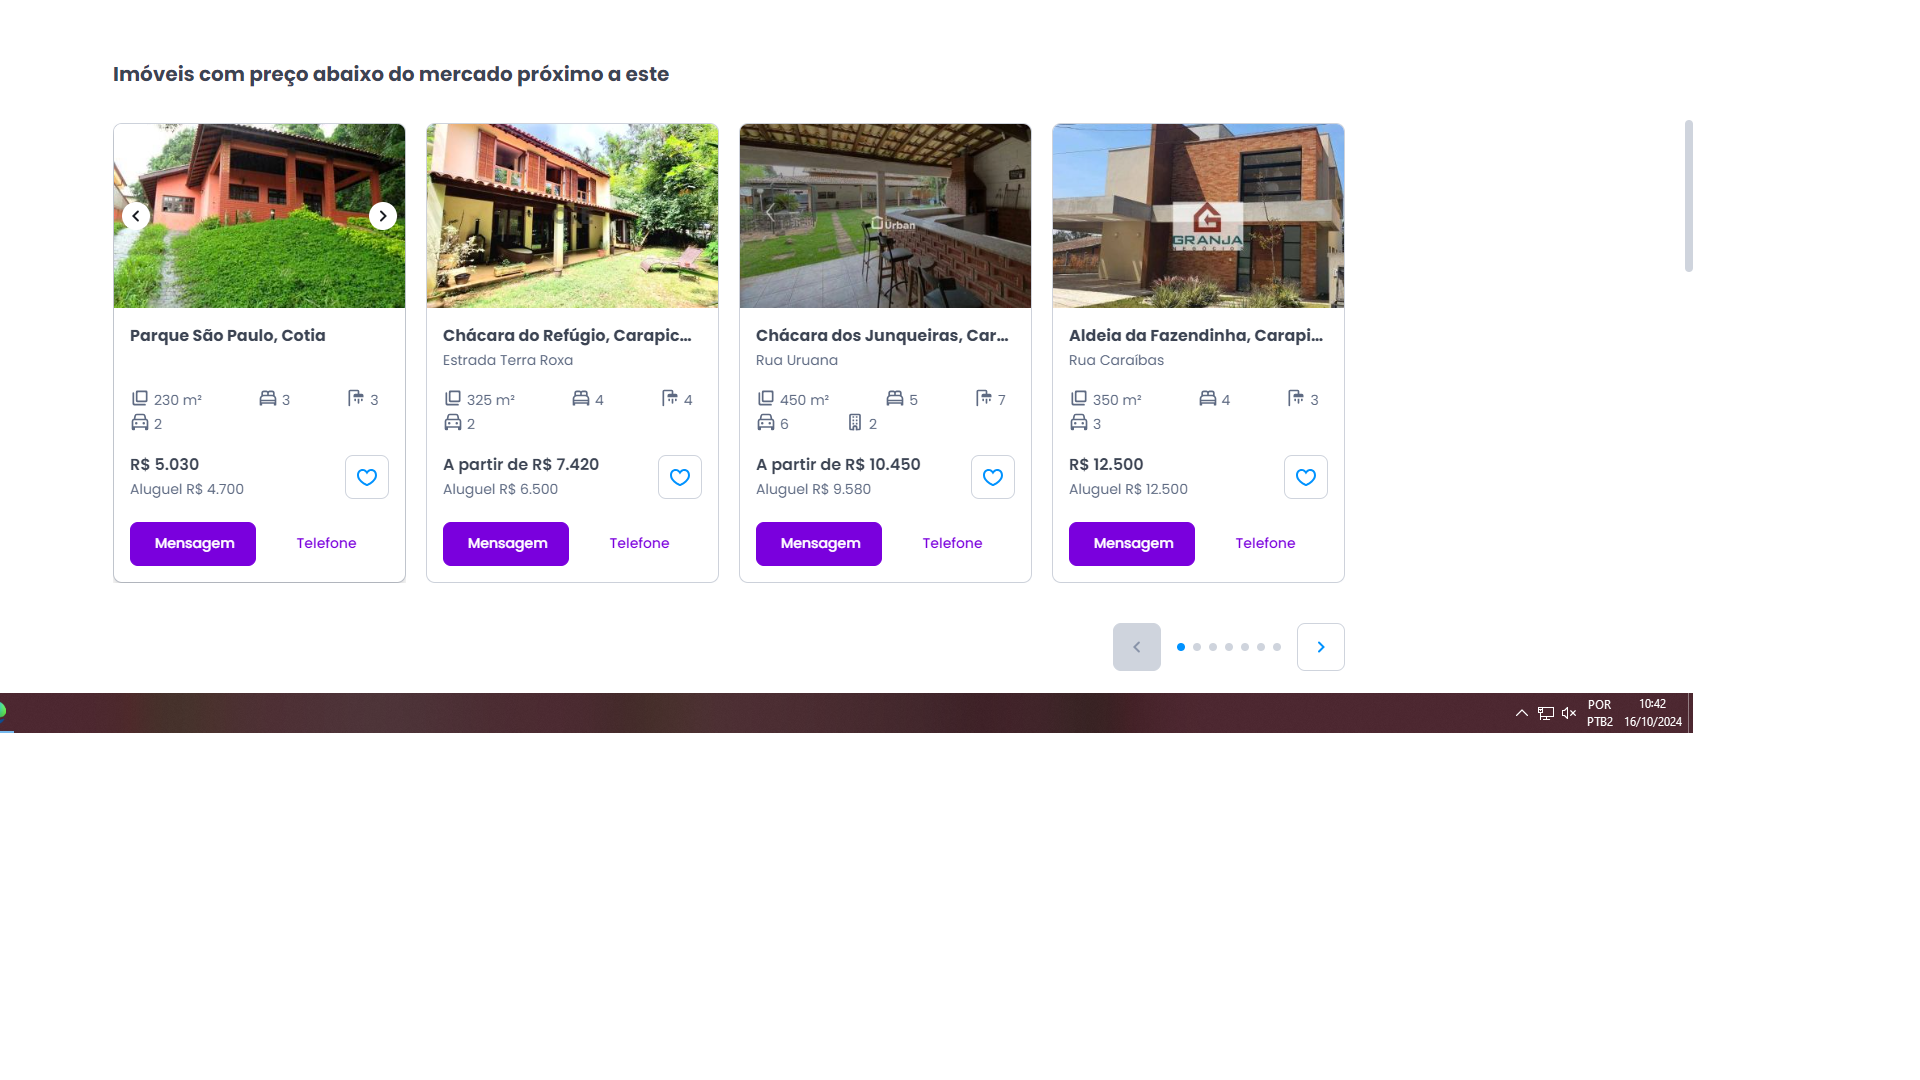 Imóveis com preço abaixo do mercado próximo a este
Urban
GRANJA
NEGÓCIOS
Parque São Paulo, Cotia
230 m²
3
3
2
R$ 5.030
Aluguel R$ 4.700
Mensagem
Telefone
Chácara do Refúgio, Carapic...
Estrada Terra Roxa
325 m²
4
4
2
A partir de R$ 7.420
Aluguel R$ 6.500
Mensagem
Telefone
Chácara dos Junqueiras, Car...
Rua Uruana
450 m²
5
7
6
2
A partir de R$ 10.450
Aluguel R$ 9.580
Mensagem
Telefone
Aldeia da Fazendinha, Carapi...
Rua Caraíbas
350 m²
4
3
3
R$ 12.500
Aluguel R$ 12.500
Mensagem
Telefone
POR
PTB2
10:42
16/10/2024